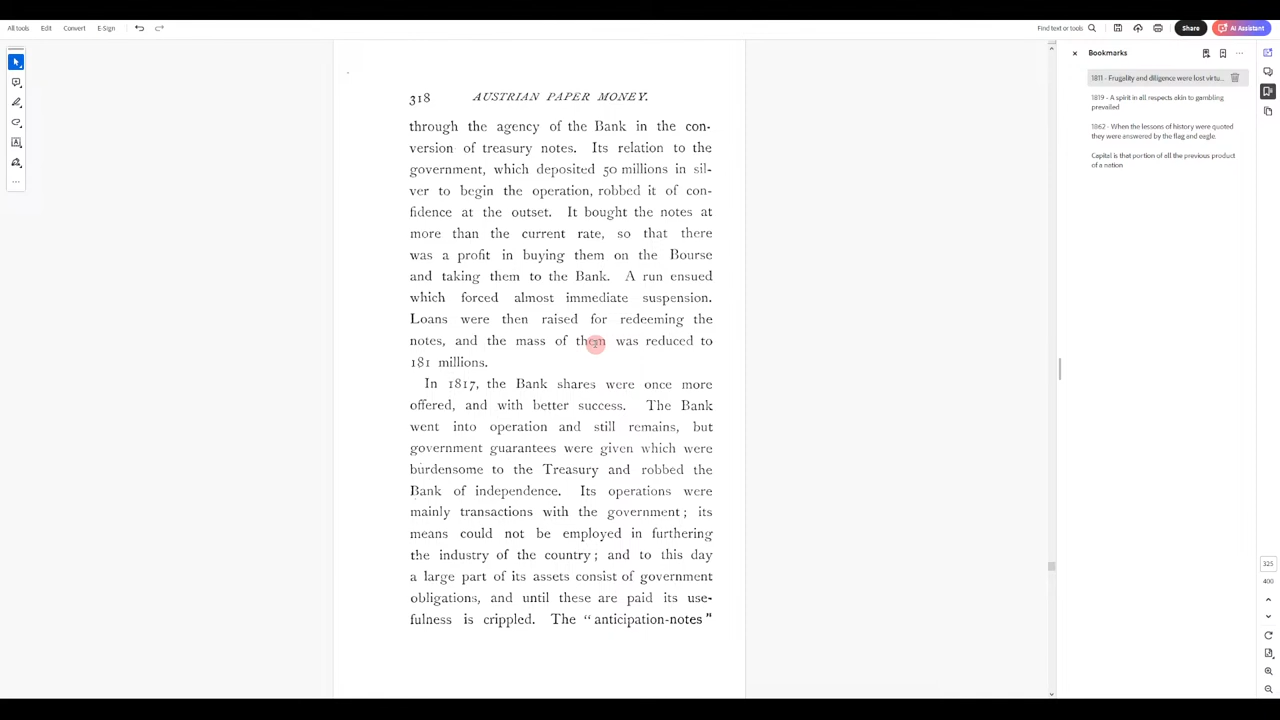 All tools Edit Convert E-Sign
Find text or tools
Share
AI Assistant
Bookmarks
1811 - Frugality and diligence were lost virtu...
1819 - A spirit in all respects akin to gambling
prevailed
1862 - When the lessons of history were quoted
they were answered by the flag and eagle.
Capital is that portion of all the previous product
of a nation
318 AUSTRIAN PAPER MONEY.
through the agency of the Bank in the con-
version of treasury notes. Its relation to the
government, which deposited 50 millions in sil-
ver to begin the operation, robbed it of con-
fidence at the outset. It bought the notes at
more than the current rate, so that there
was a profit in buying them on the Bourse
and taking them to the Bank. A run ensued
which forced almost immediate suspension.
Loans were then raised for redeeming the
notes, and the mass of them was reduced to
181 millions.
In 1817, the Bank shares were once more
offered, and with better success. The Bank
went into operation and still remains, but
government guarantees were given which were
burdensome to the Treasury and robbed the
Bank of independence. Its operations were
mainly transactions with the government; its
means could not be employed in furthering
the industry of the country; and to this day
a large part of its assets consist of government
obligations, and until these are paid its use-
fulness is crippled. The "anticipation-notes"
325
400